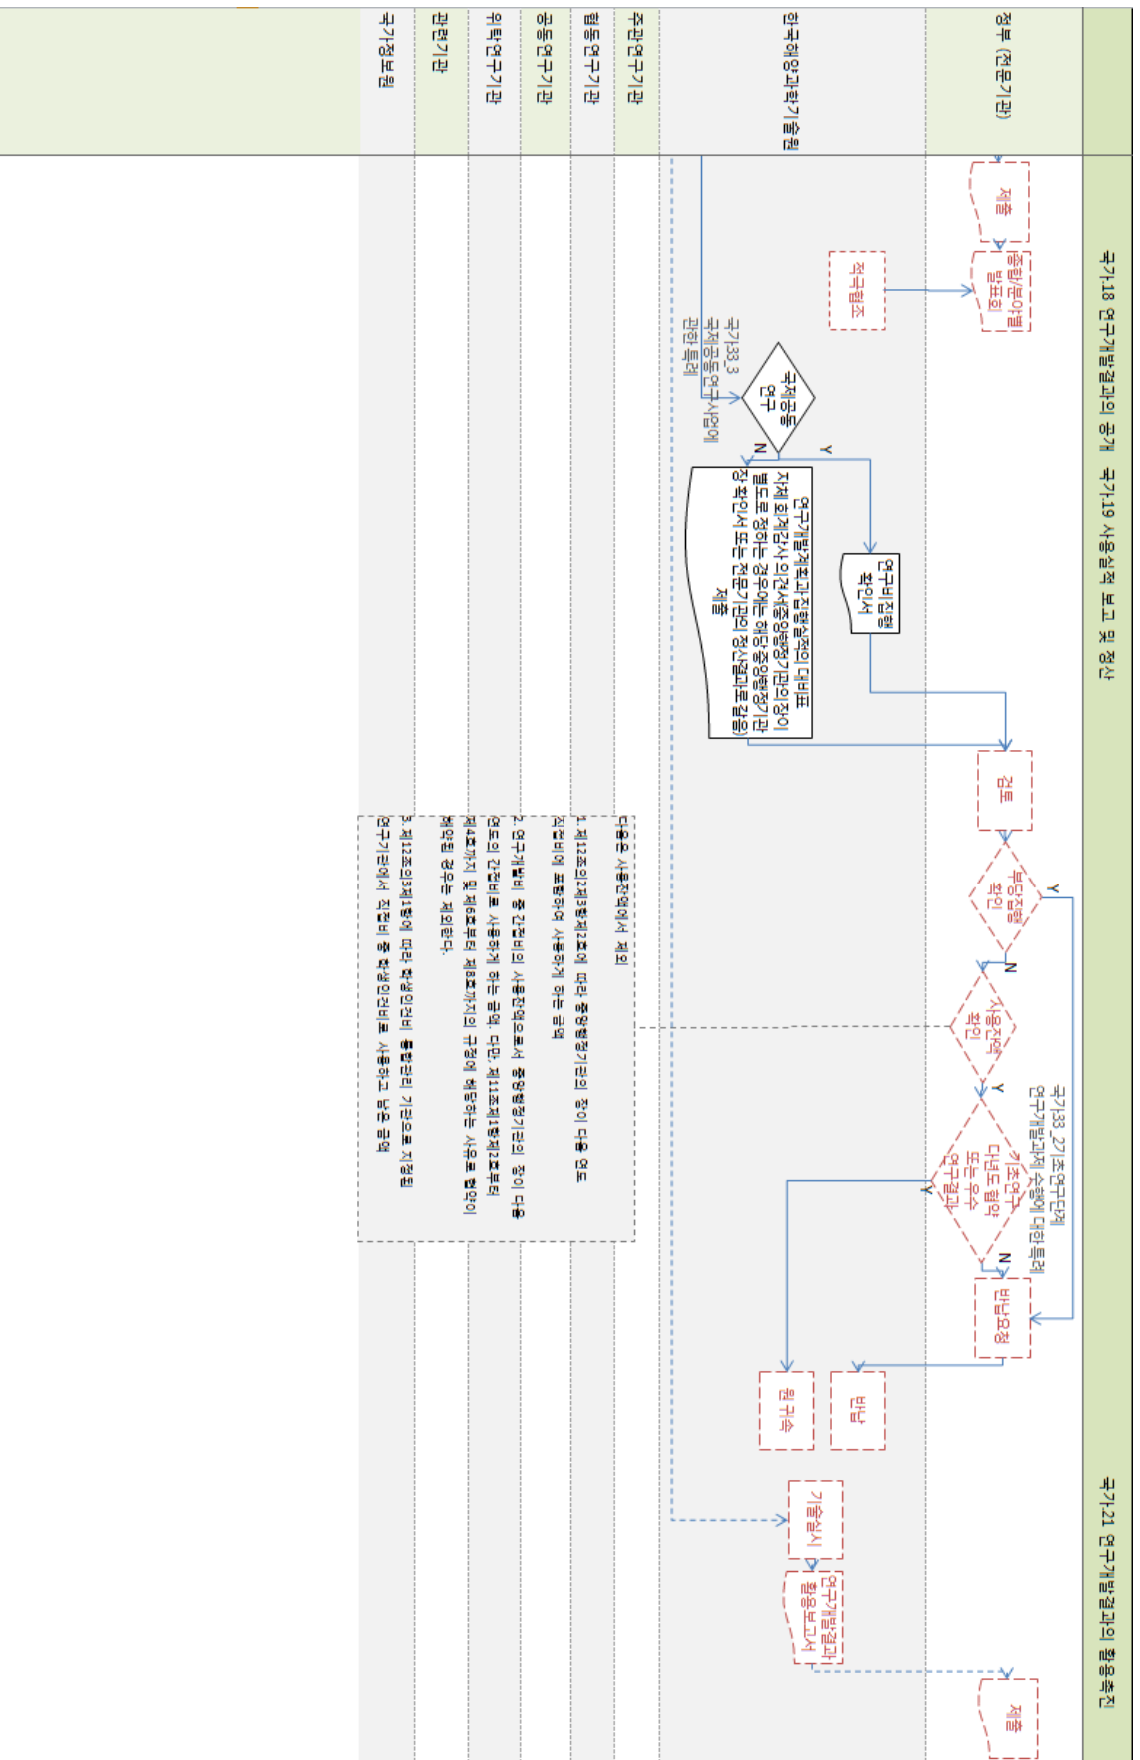 국가.18 연구개발결과의 공개
국가.19 사용실적 보고 및 정산
국가.21 연구개발결과의 활용촉진
정부 (전문기관)
제출
종합/분야별
발표회
검토
부당집행
확인
Y
N
사용잔액
확인
Y
국가33_2기초연구단계
연구개발과제 수행에 대한 특례
기초연구
다년도 협약
또는 우수
연구결과
Y
N
반납요청
제출
한국해양과학기술원
적극협조
국가33_3
국제공동연구사업에
관한 특례
국제공동
연구
Y
N
연구비집행
확인서
연구개발계획과 집행실적의 대비표
자체 회계감사 의견서(중앙행정기관의 장이
별도로 정하는 경우에는 해당 중앙행정기관
장 확인서 또는 전문기관의 정산결과로 갈음)
제출
반납
원 귀속
기술실시
연구개발결과
활용보고서
주관연구기관
협동연구기관
공동연구기관
위탁연구기관
관련기관
국가정보원
다음은 사용잔액에서 제외
1. 제12조의2제3항제2호에 따라 중앙행정기관의 장이 다음 연도
직접비에 포함하여 사용하게 하는 금액
2. 연구개발비 중 간접비의 사용잔액으로서 중앙행정기관의 장이 다음
연도의 간접비로 사용하게 하는 금액. 다만, 제11조제1항제2호부터
제4호까지 및 제6호부터 제8호까지의 규정에 해당하는 사유로 협약이
해약된 경우는 제외한다.
3. 제12조의3제1항에 따라 학생인건비 통합관리 기관으로 지정된
연구기관에서 직접비 중 학생인건비로 사용하고 남은 금액